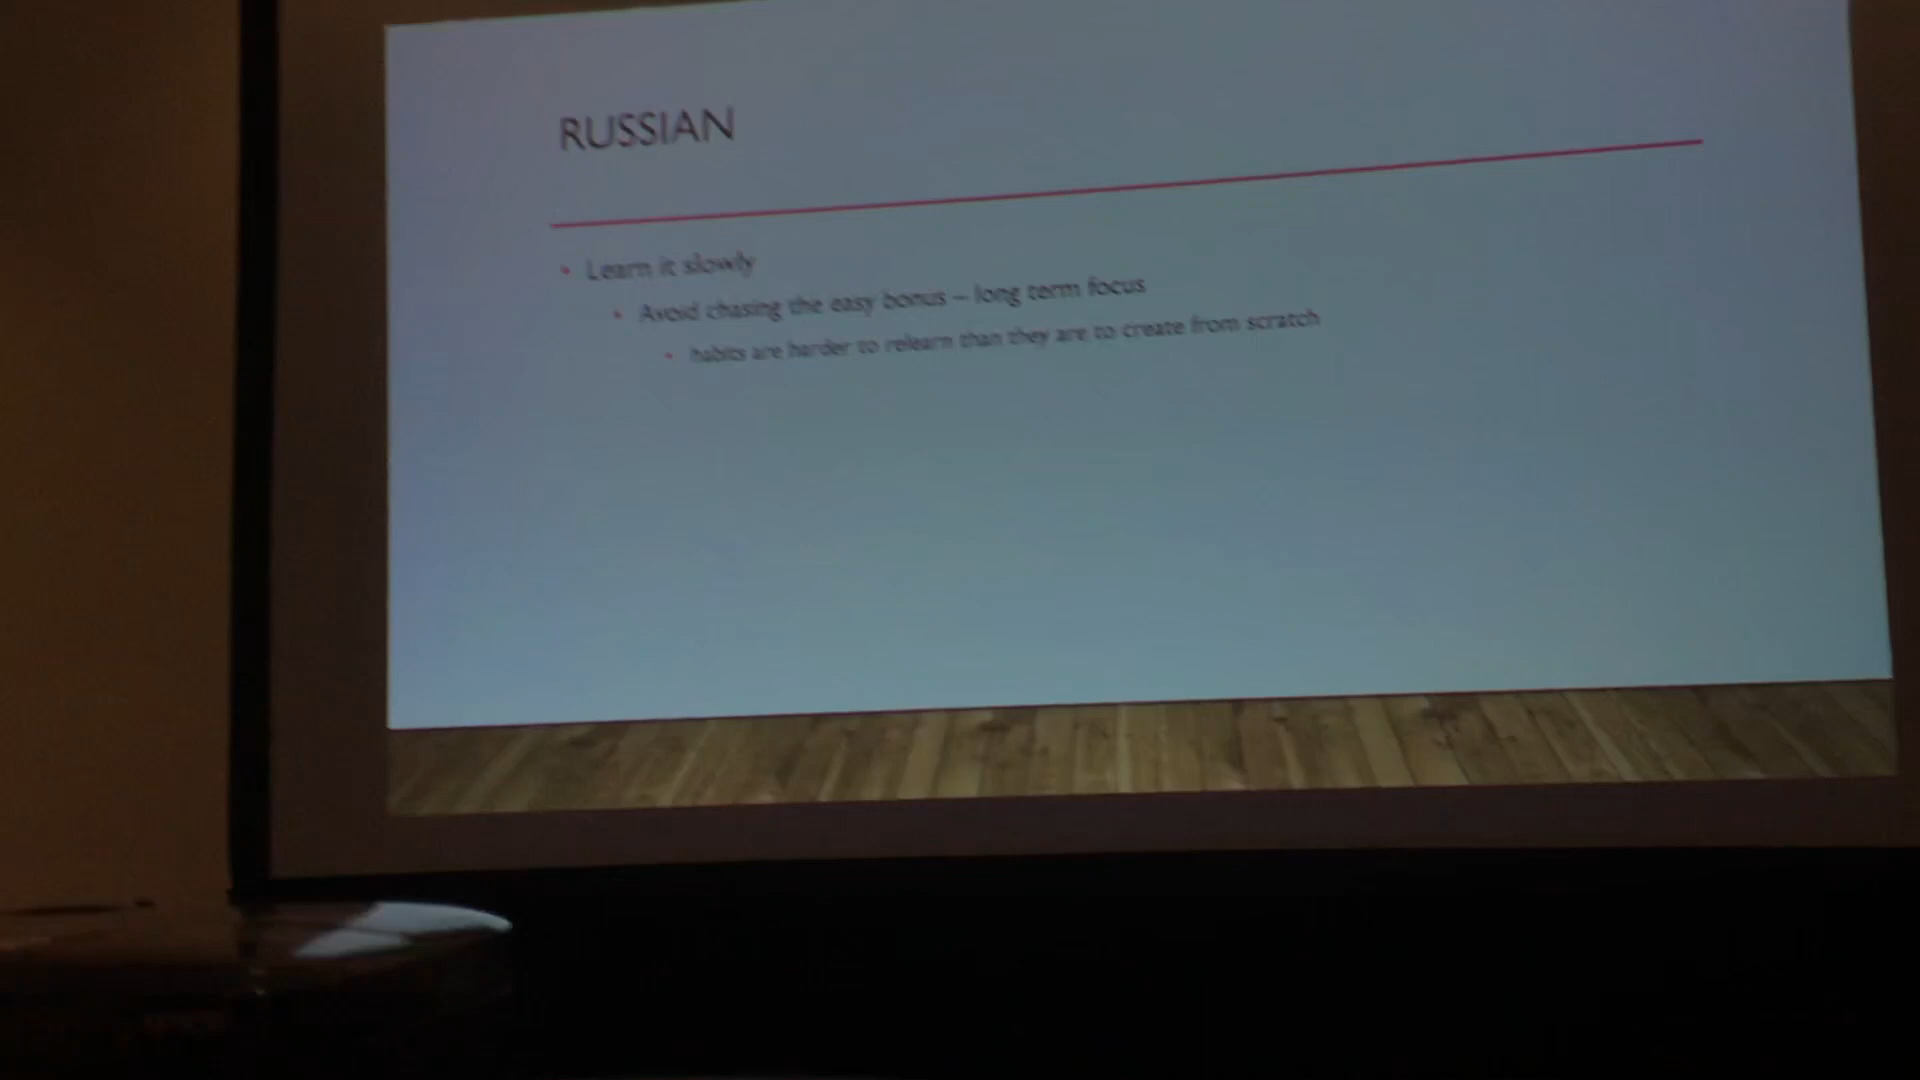 RUSSIAN
Learn it slowly
Avoid chasing the easy bonus – long term focus
habits are harder to relearn than they are to create from scratch